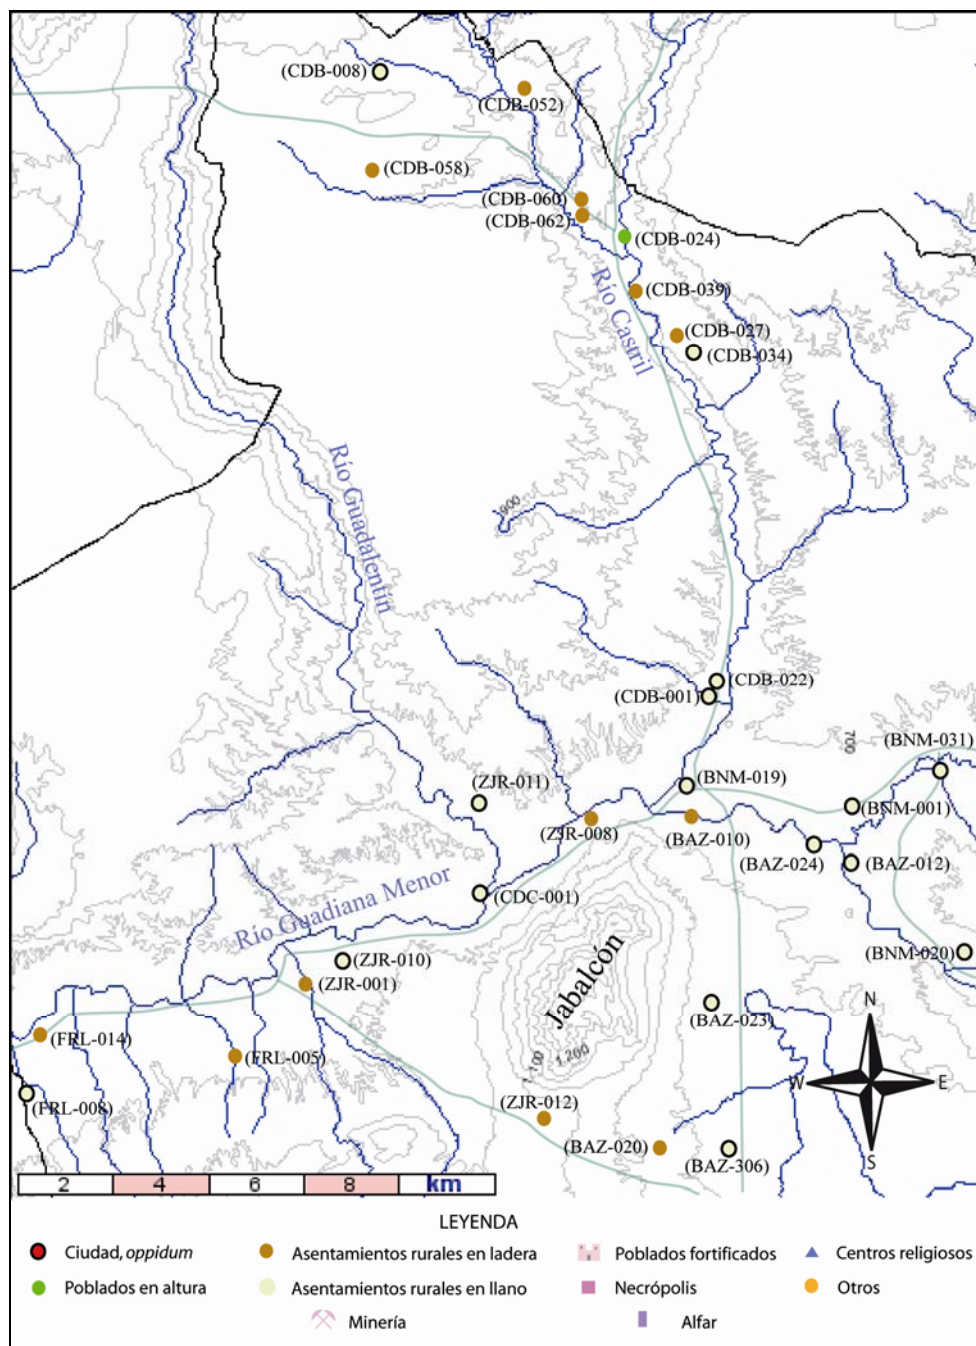 (CDB-008)
(CDB-052)
(CDB-058)
(CDB-060)
(CDB-062)
(CDB-024)
Río Castril
(CDB-039)
(CDB-027)
(CDB-034)
Río Guadalentín
900
(CDB-022)
(CDB-001)
700
(BNM-031)
(ZJR-011)
(BNM-019)
(BNM-001)
(ZJR-008)
(BAZ-010)
(BAZ-024)
(BAZ-012)
Río Guadiana Menor
(CDC-001)
Jabalcón
(BNM-020)
(ZJR-010)
(ZJR-001)
(BAZ-023)
N
(FRL-014)
(FRL-005)
1.100
1.200
W
E
(FRL-008)
(ZJR-012)
(BAZ-020)
(BAZ-306)
S
2 4 6 8 km
LEYENDA
Ciudad, oppidum
Asentamientos rurales en ladera
Poblados fortificados
Centros religiosos
Poblados en altura
Asentamientos rurales en llano
Necrópolis
Otros
Minería
Alfar